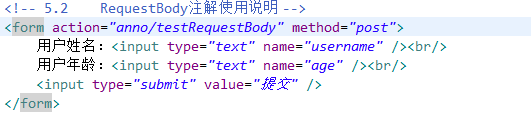 <!-- 5.2    RequestBody注解使用说明 -->
<form action="anno/testRequestBody" method="post">
    用户姓名：<input type="text" name="username" /><br/>
    用户年龄：<input type="text" name="age" /><br/>
    <input type="submit" value="提交" />
</form>